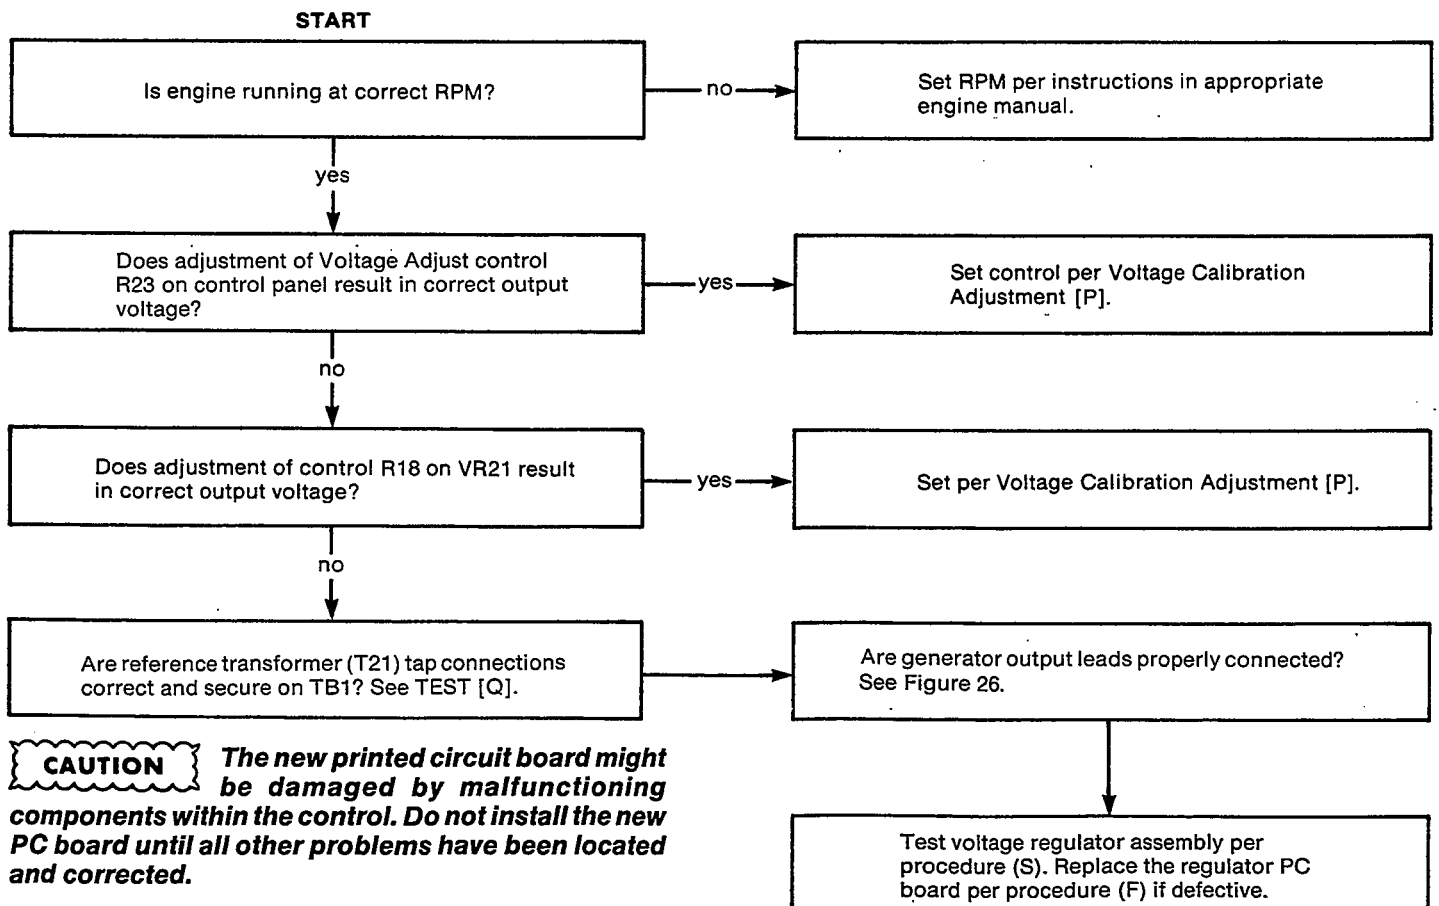 START
Is engine running at correct RPM?
no
Set RPM per instructions in appropriate
engine manual.
yes
Does adjustment of Voltage Adjust control
R23 on control panel result in correct output
voltage?
yes
Set control per Voltage Calibration
Adjustment [P].
no
Does adjustment of control R18 on VR21 result
in correct output voltage?
yes
Set per Voltage Calibration Adjustment [P].
no
Are reference transformer (T21) tap connections
correct and secure on TB1? See TEST [Q].
Are generator output leads properly connected?
See Figure 26.
CAUTION The new printed circuit board might
be damaged by malfunctioning
components within the control. Do not install the new
PC board until all other problems have been located
and corrected.
Test voltage regulator assembly per
procedure (S). Replace the regulator PC
board per procedure (F) if defective.